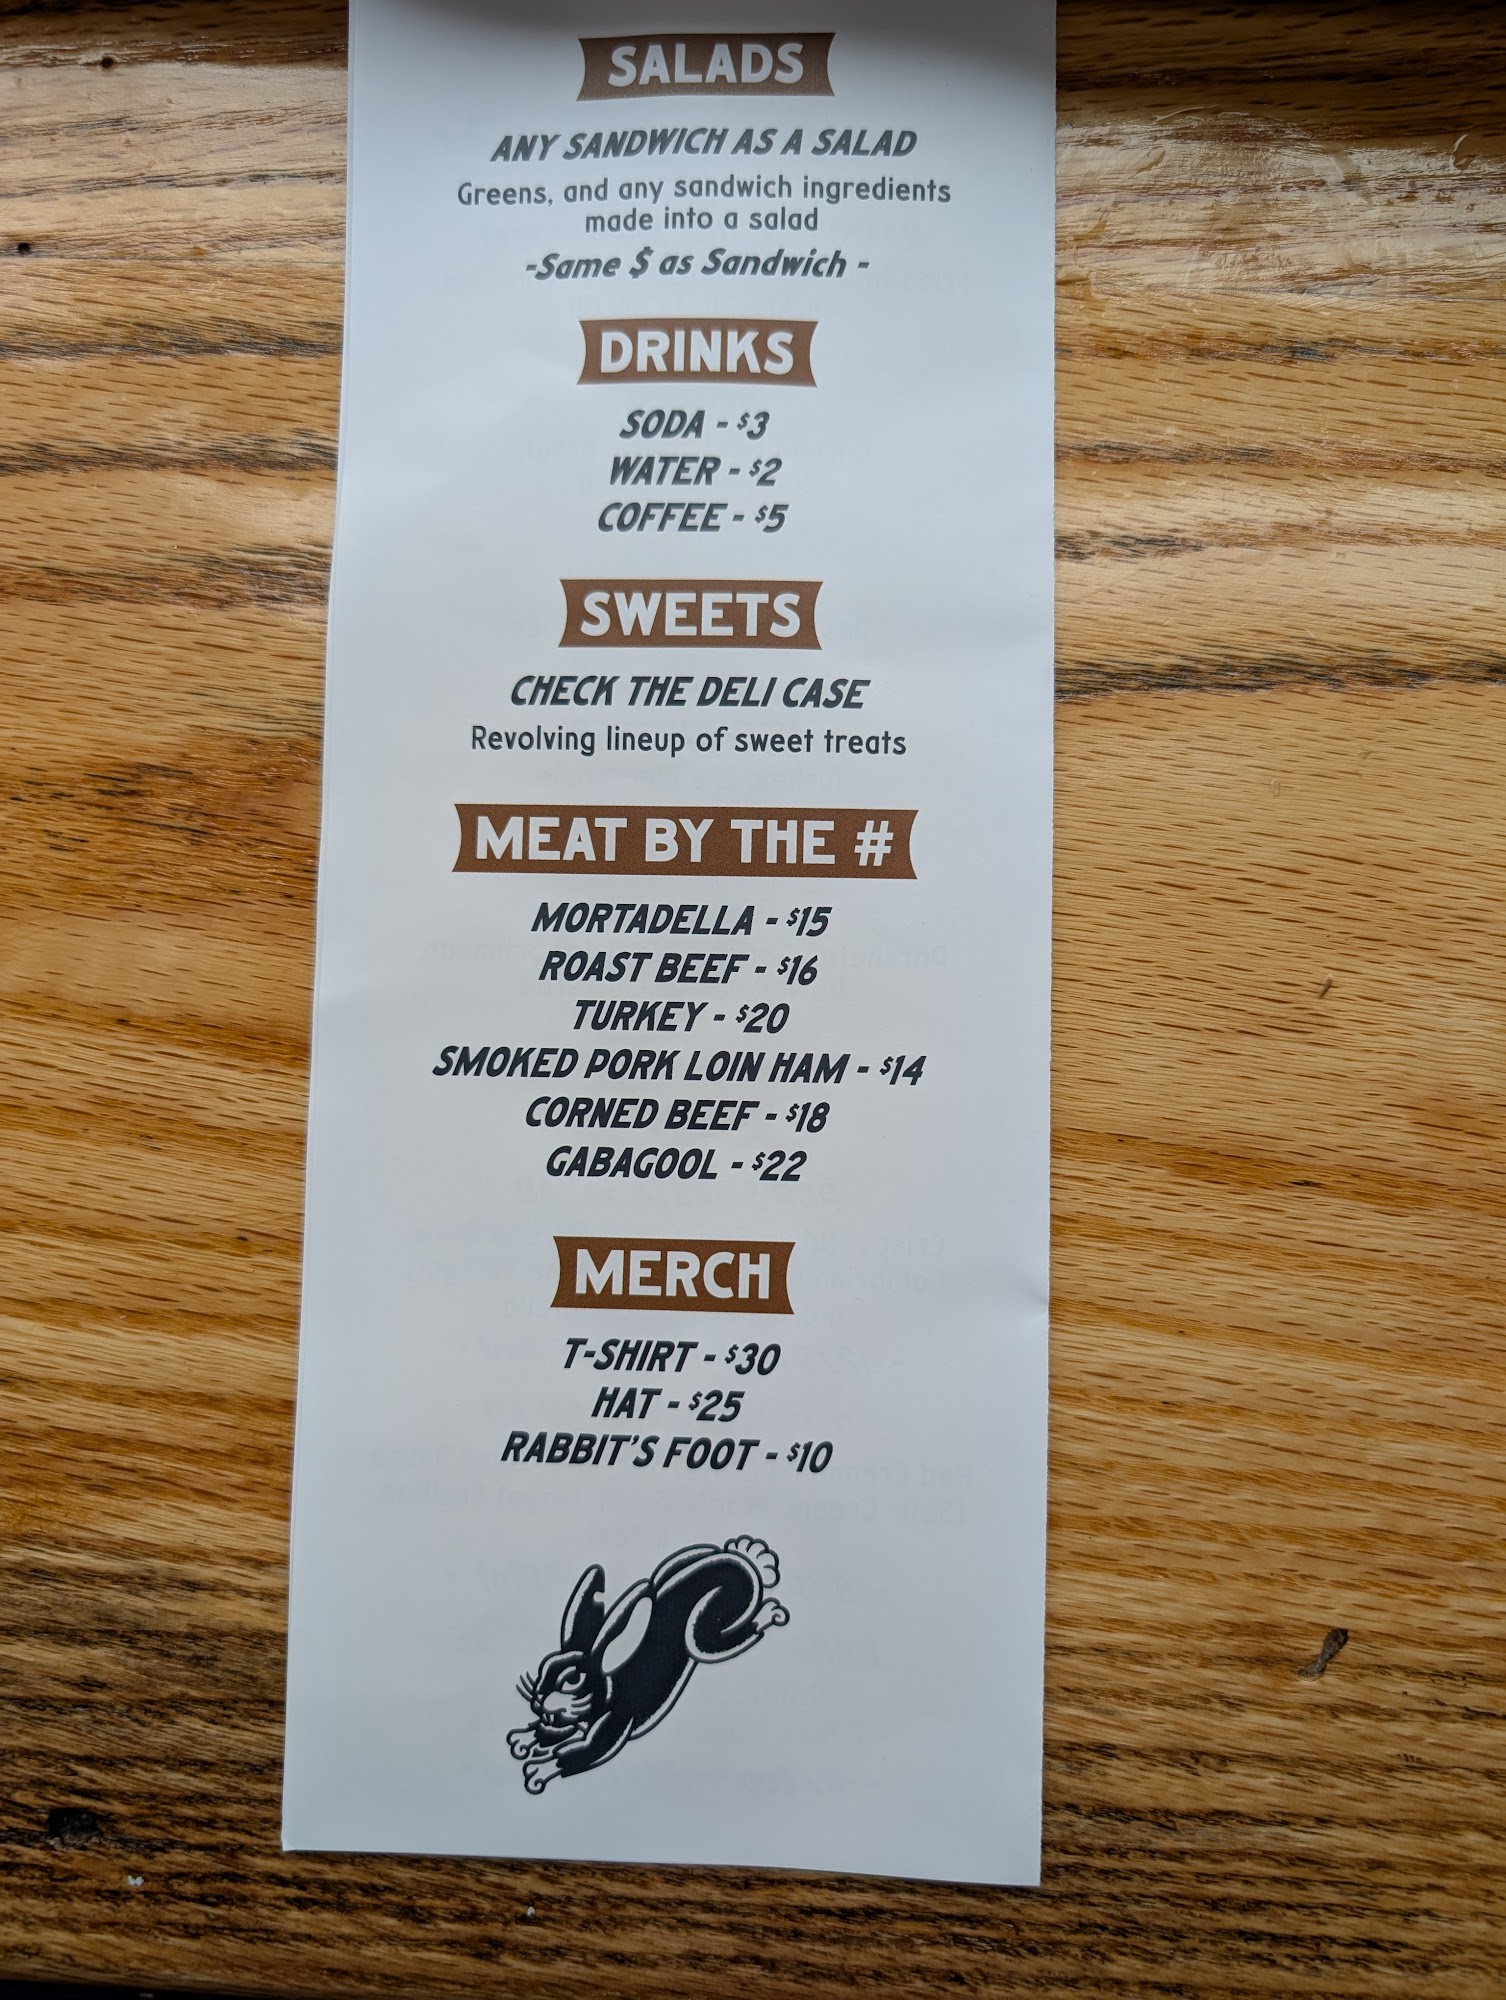 SALADS
ANY SANDWICH AS A SALAD
Greens, and any sandwich ingredients
made into a salad
-Same $ as Sandwich -
DRINKS
SODA - $3
WATER - $2
COFFEE - $5
SWEETS
CHECK THE DELI CASE
Revolving lineup of sweet treats
MEAT BY THE #
MORTADELLA - $15
ROAST BEEF - $16
TURKEY - $20
SMOKED PORK LOIN HAM - $14
CORNED BEEF - $18
GABAGOOL - $22
MERCH
T-SHIRT - $30
HAT - $25
RABBIT'S FOOT - $10